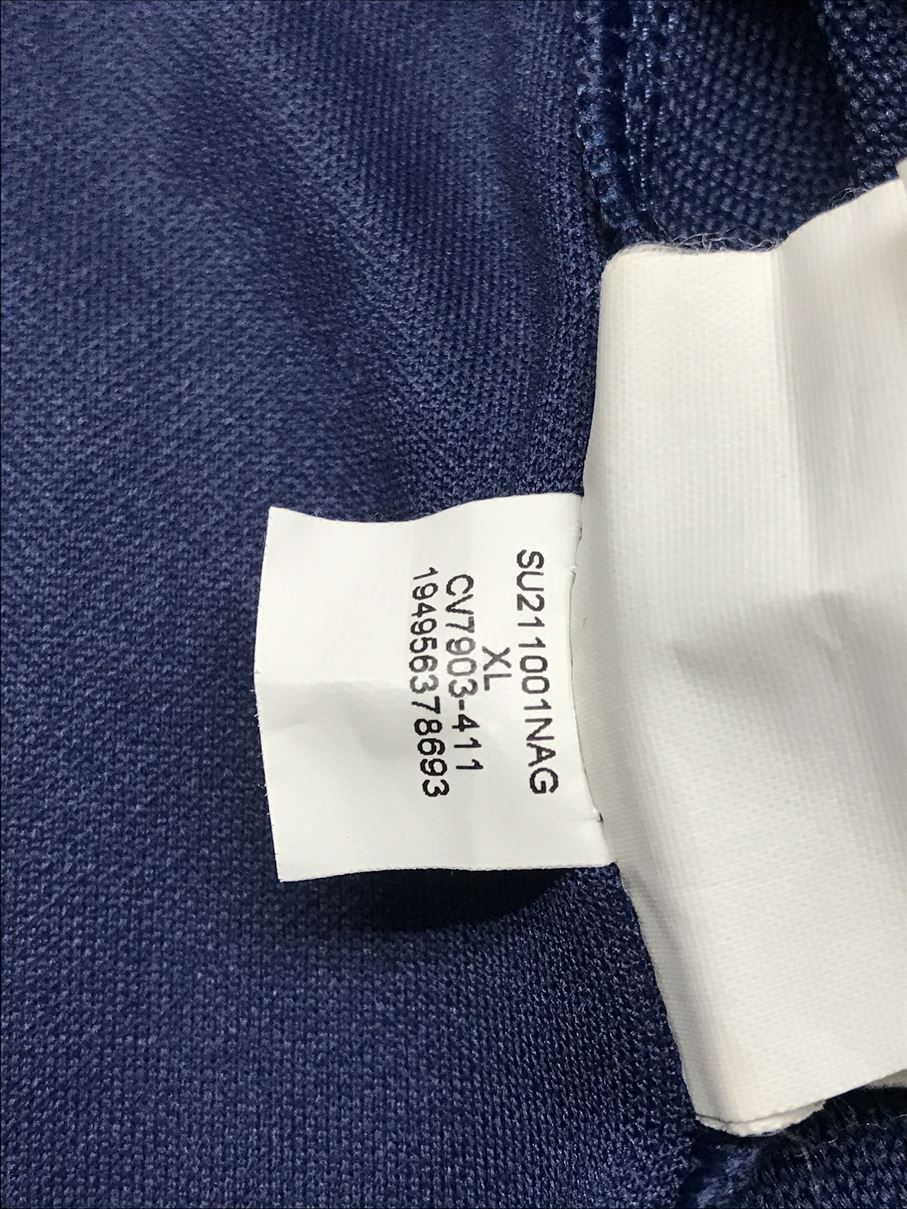 SU211001NAG
XL
CV7903-411
194956378693